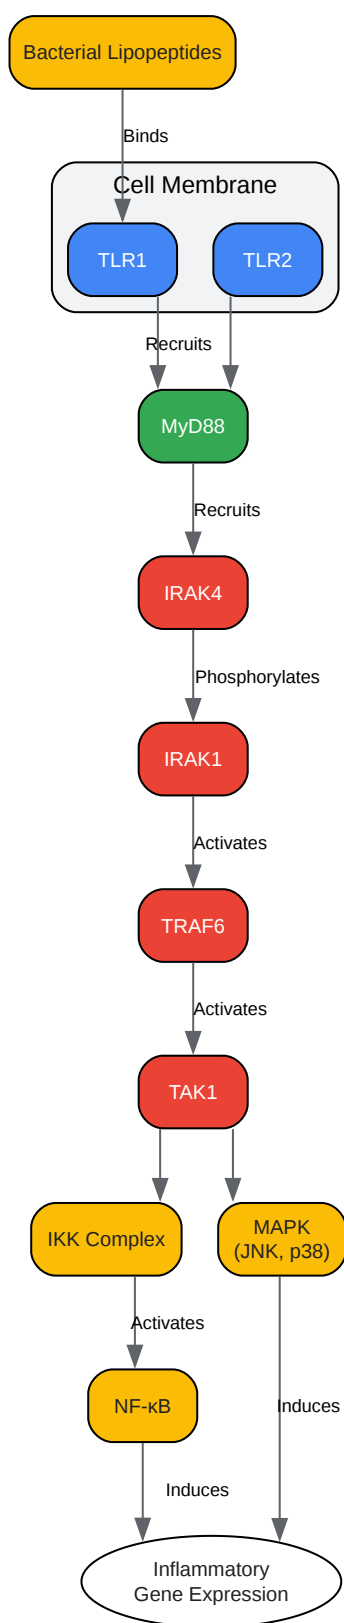 Bacterial Lipopeptides
Binds
Cell Membrane
TLR1
TLR2
Recruits
MyD88
Recruits
IRAK4
Phosphorylates
IRAK1
Activates
TRAF6
Activates
TAK1
IKK Complex
MAPK
(JNK, p38)
Activates
NF-κB
Induces
Induces
Inflammatory
Gene Expression